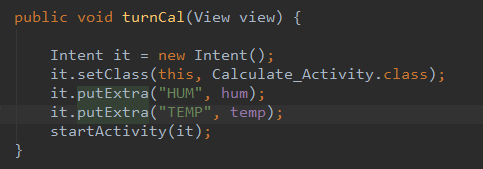 public void turnCal(View view) {
Intent it = new Intent();
it.setClass(this, Calculate_Activity.class);
it.putExtra("HUM", hum);
it.putExtra("TEMP", temp);
startActivity(it);
}